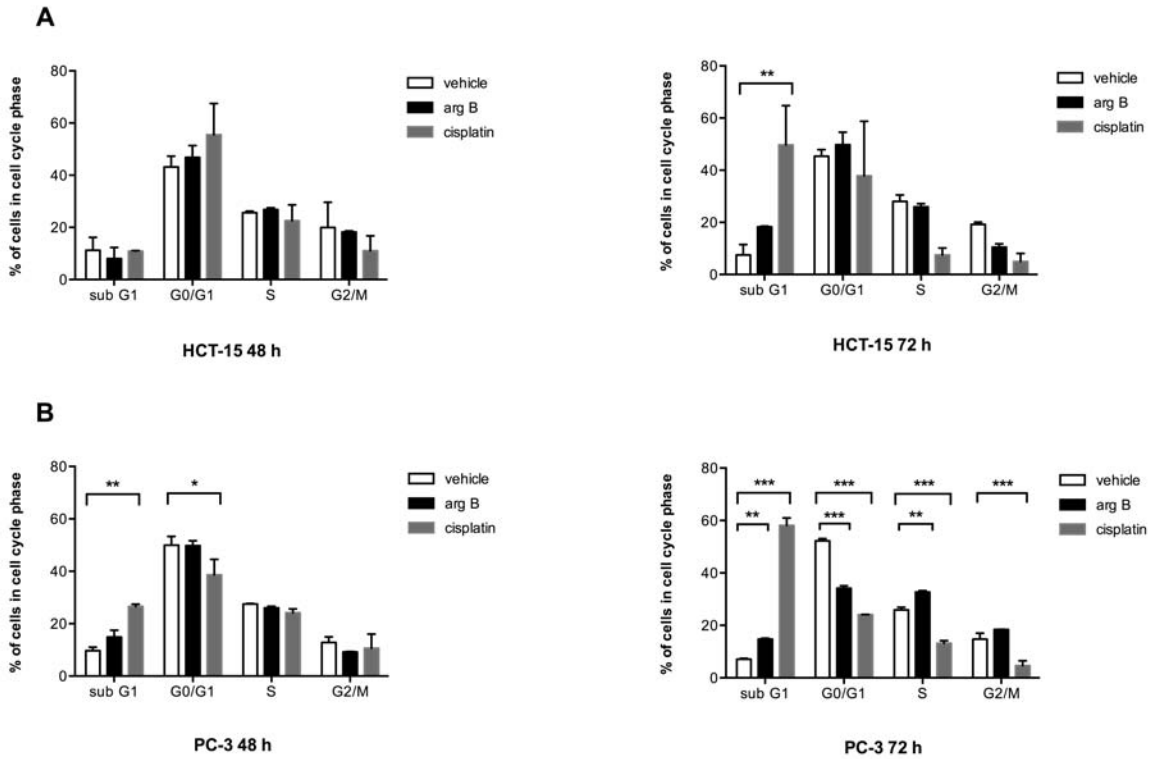 A
% of cells in cell cycle phase
80
60
40
20
0
sub G1 G0/G1 S G2/M
vehicle
arg B
cisplatin
HCT-15 48 h
% of cells in cell cycle phase
80
60
40
20
0
**
sub G1 G0/G1 S G2/M
vehicle
arg B
cisplatin
HCT-15 72 h
B
% of cells in cell cycle phase
80
60
40
20
0
** *
sub G1 G0/G1 S G2/M
vehicle
arg B
cisplatin
PC-3 48 h
% of cells in cell cycle phase
80
60
40
20
0
*** *** *** ***
** *** **
sub G1 G0/G1 S G2/M
vehicle
arg B
cisplatin
PC-3 72 h